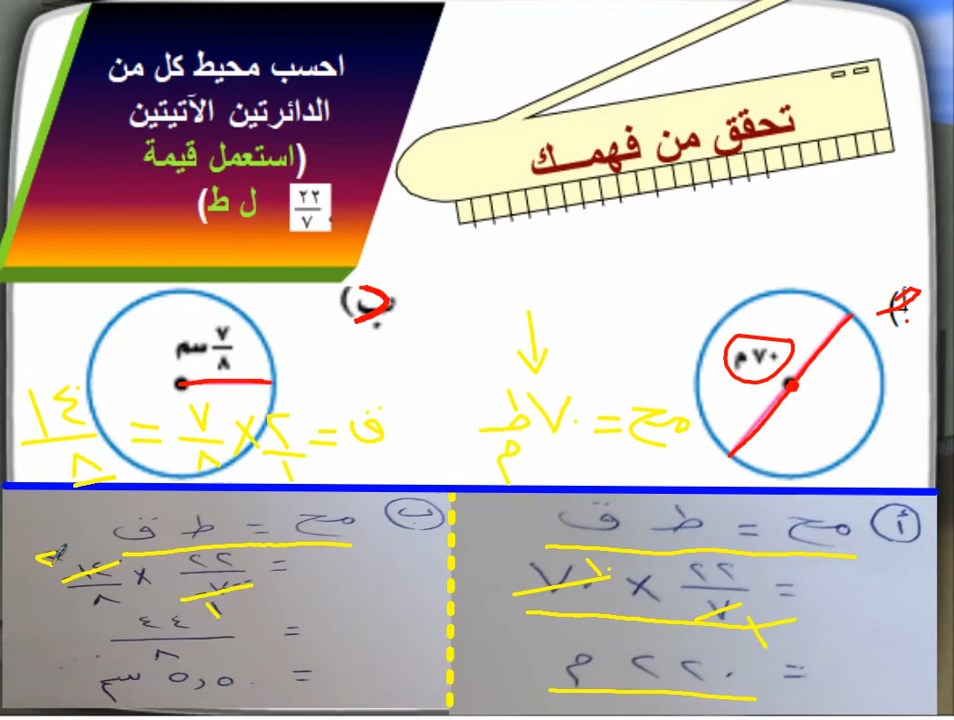 احسب محيط كل من
الدائرتين الآتيتين
(استعمل قيمة
٢٢/٧ ل ط)
تحقق من فهمـــك
أ)
٧٠ م
مح = ٧٠ ط م
ب)
٧/٨ سم
ق = ٢/١ × ٧/٨ = ١٤/٨
أ مح = ط ق
= ٢٢/٧ × ٧٠
= ٢٢٠ م
ب مح = ط ق
= ٢٢/٧ × ١٤/٨
= ٤٤/٨
= ٥,٥ سم